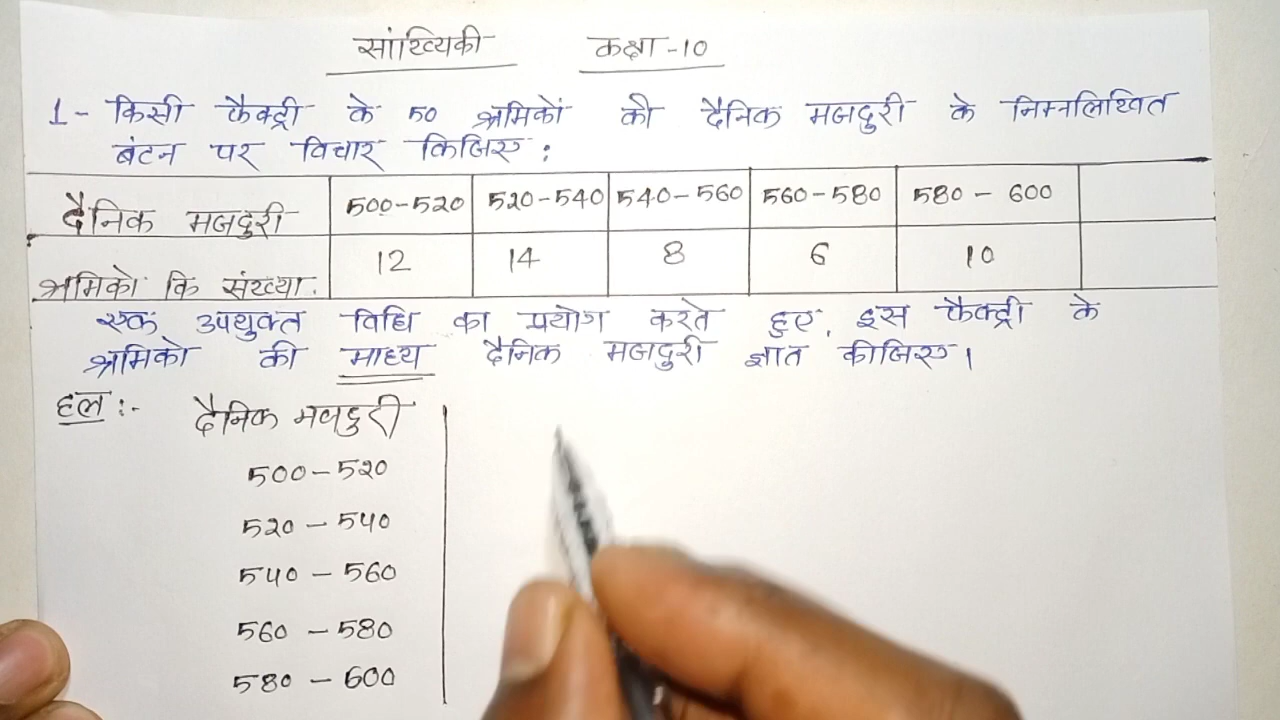 सांख्यिकी कक्षा-10
1- किसी फैक्ट्री के 50 श्रमिकों की दैनिक मजदुरी के निम्नलिखित
बंटन पर विचार किजिए :
दैनिक मजदुरी 500-520 520-540 540-560 560-580 580 - 600
श्रमिको कि संख्या. 12 14 8 6 10
एक उपयुक्त विधि का प्रयोग करते हुए, इस फैक्ट्री के
श्रमिको की माध्य दैनिक मजदुरी ज्ञात कीजिए।
हल :- दैनिक मजदुरी
500-520
520 - 540
540 - 560
560 - 580
580 - 600